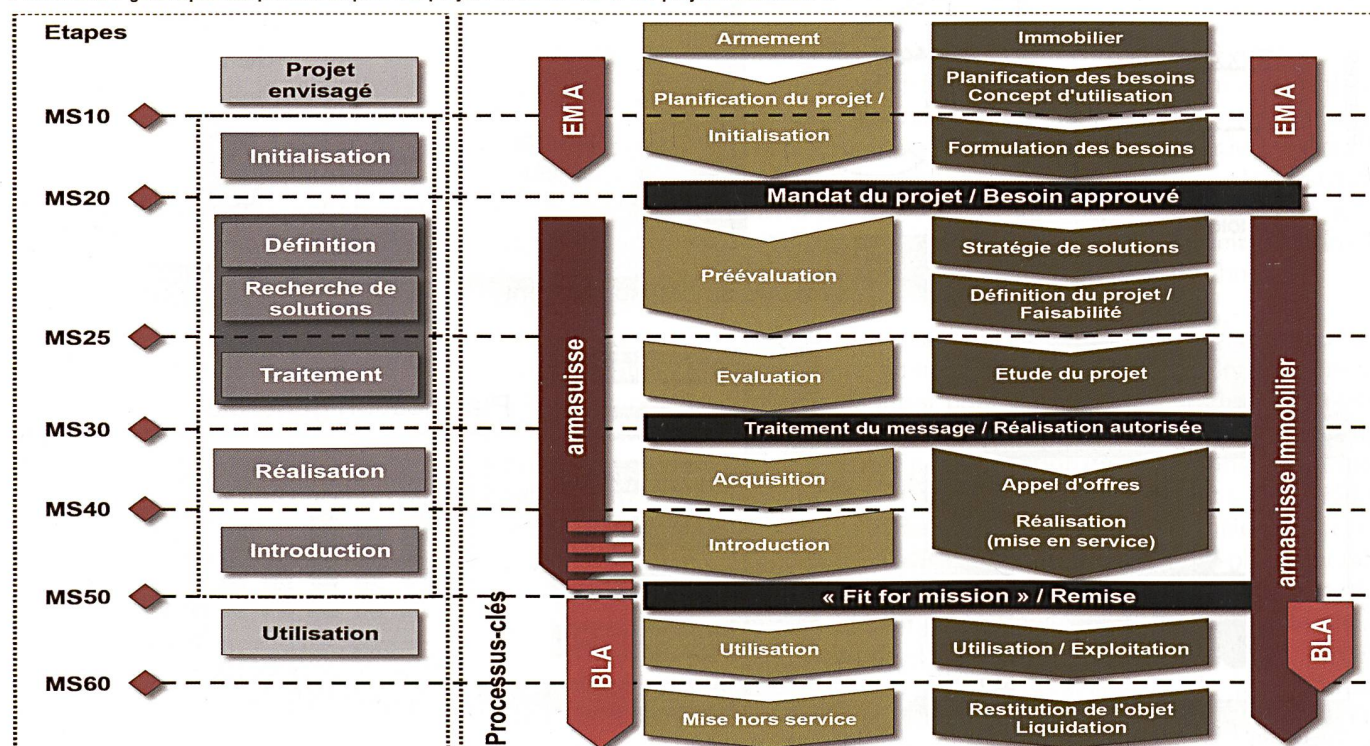 Etapes
Projet
envisagé
MS10
Initialisation
MS20
Définition
Recherche de
solutions
MS25
Traitement
MS30
Réalisation
MS40
Introduction
MS50
Utilisation
MS60
Processus-clés
EM A
armasuisse
BLA
Armement
Planification du projet /
Initialisation
Immobilier
Planification des besoins
Concept d'utilisation
Formulation des besoins
EM A
Mandat du projet / Besoin approuvé
Préévaluation
Stratégie de solutions
Définition du projet /
Faisabilité
Evaluation
Etude du projet
Traitement du message / Réalisation autorisée
Acquisition
Introduction
Appel d'offres
Réalisation
(mise en service)
« Fit for mission » / Remise
Utilisation
Utilisation / Exploitation
Mise hors service
Restitution de l'objet
Liquidation
armasuisse Immobilier
BLA